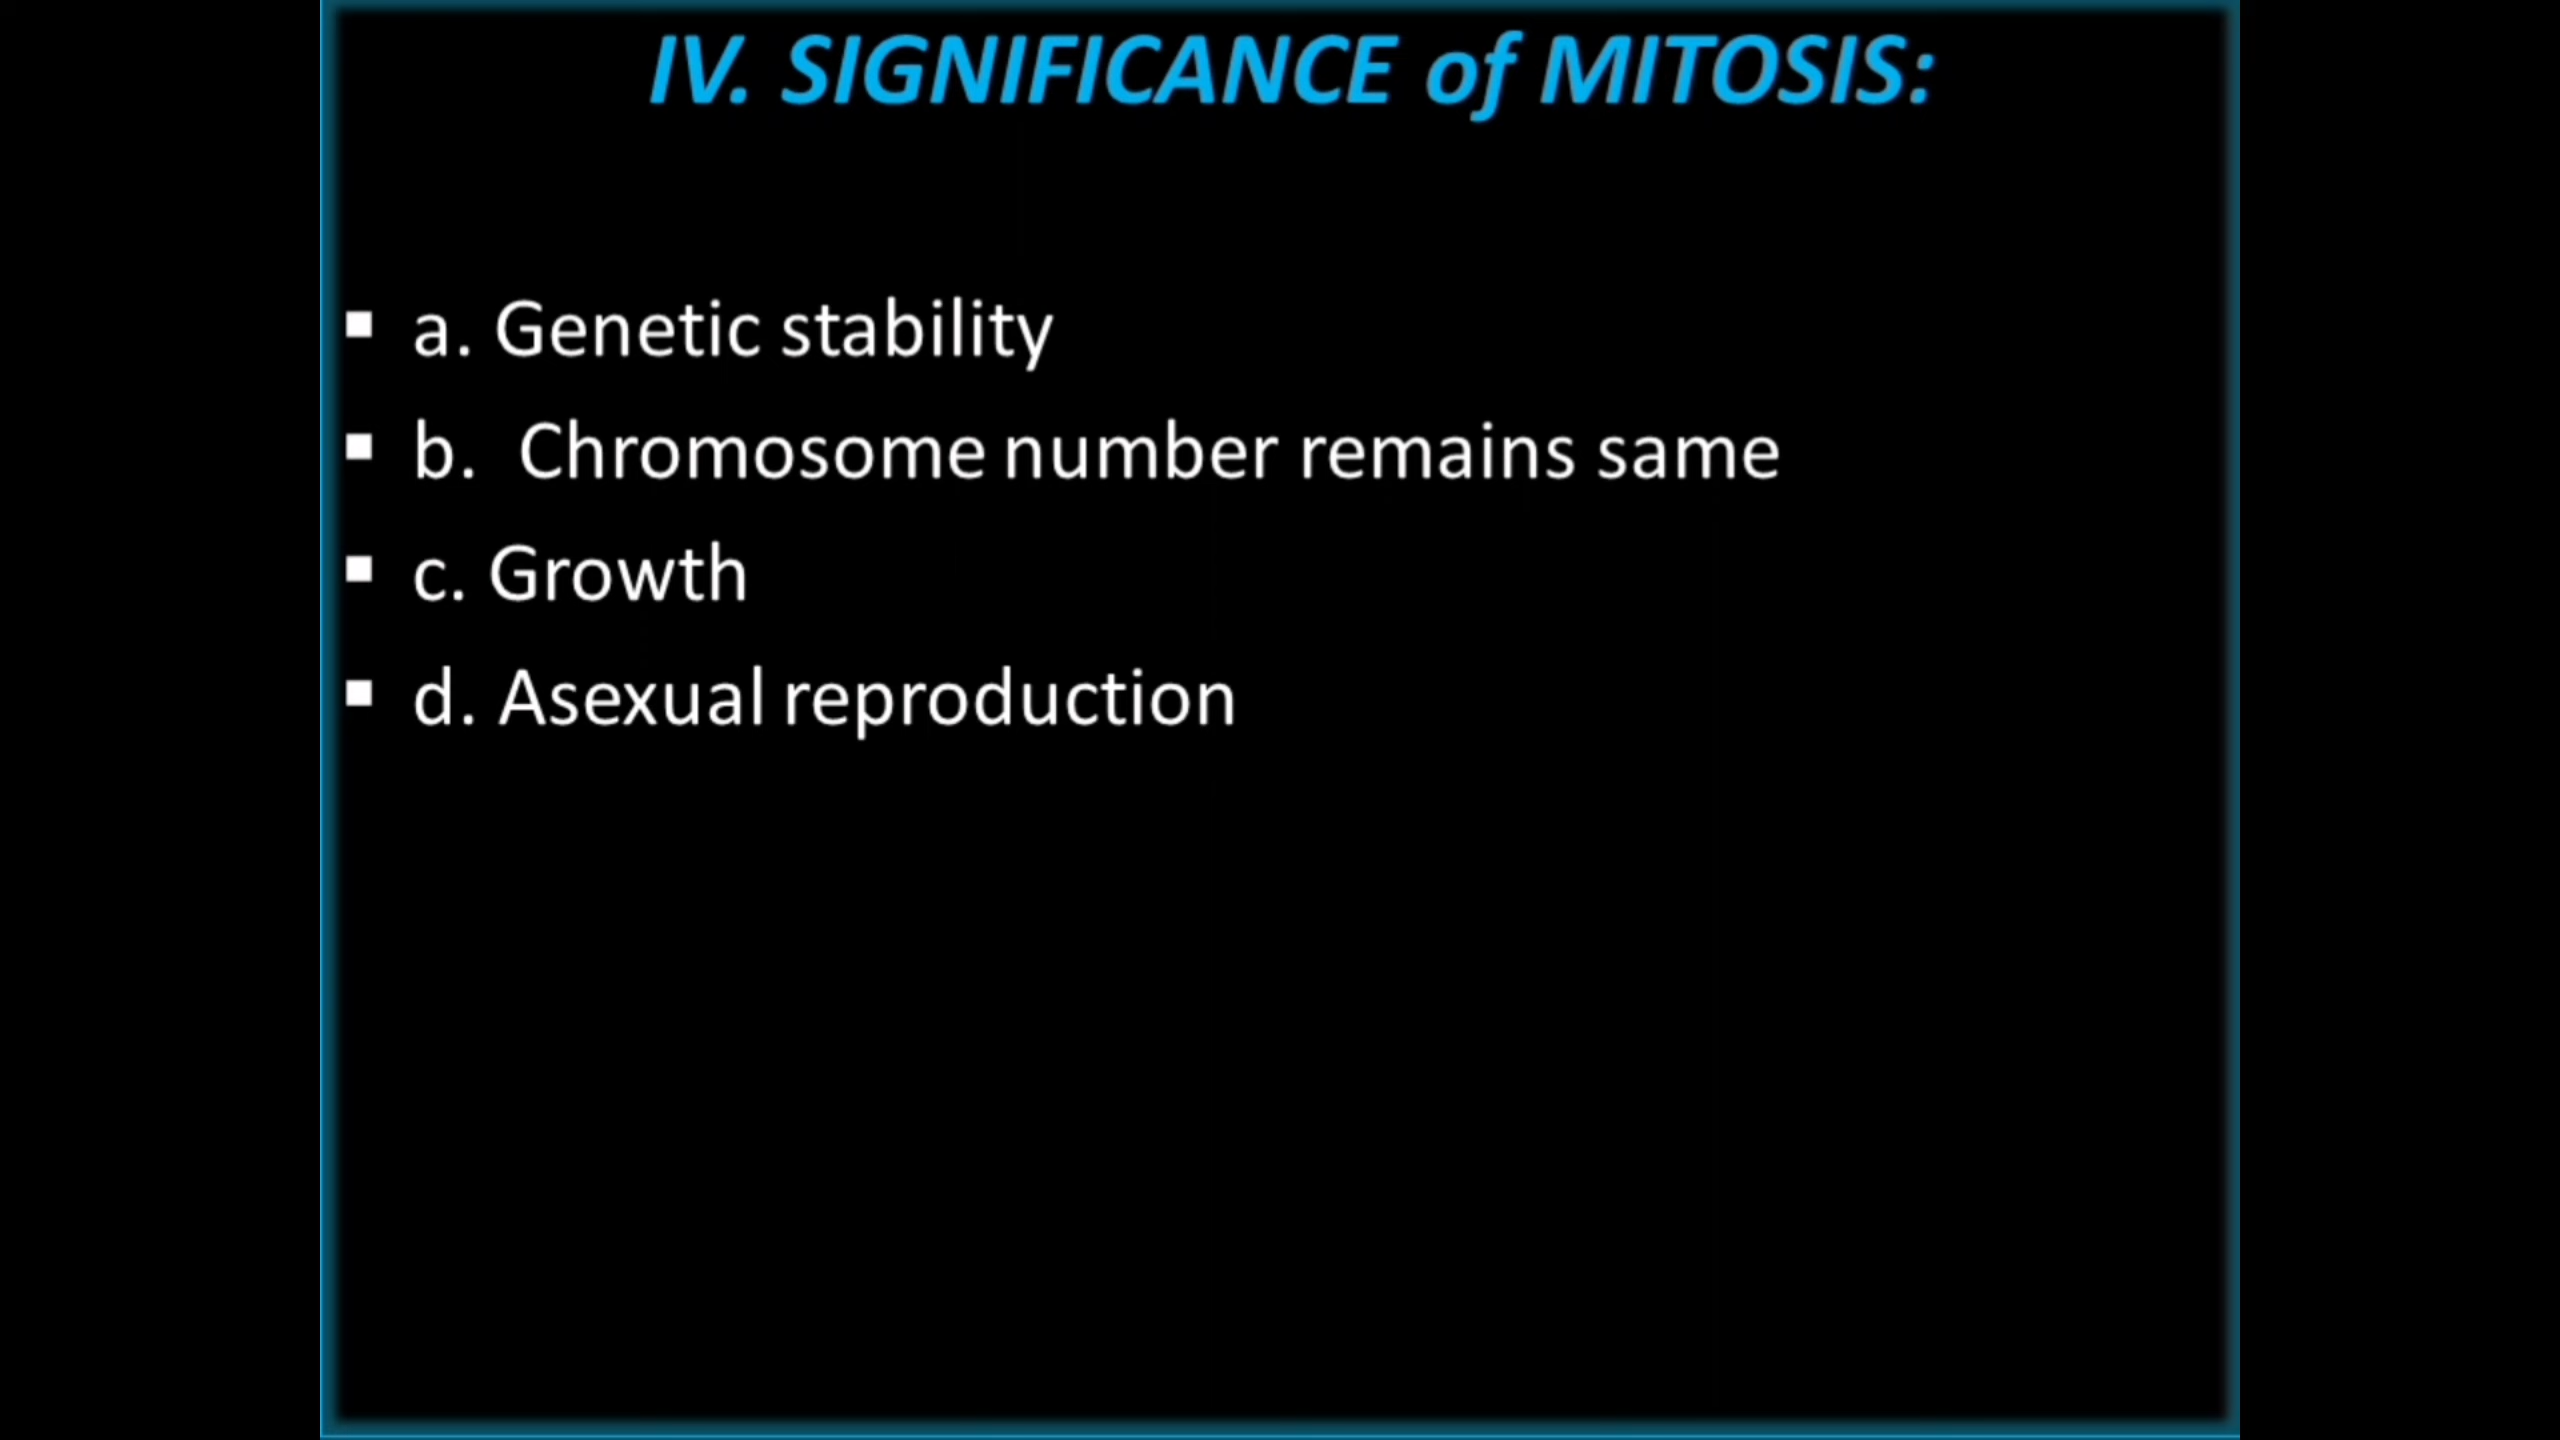 IV. SIGNIFICANCE of MITOSIS:
▪ a. Genetic stability
▪ b. Chromosome number remains same
▪ c. Growth
▪ d. Asexual reproduction